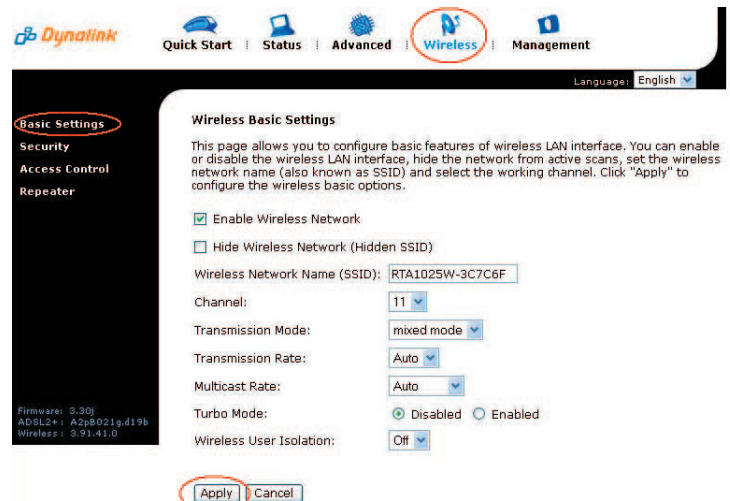 Dynalink
Quick Start | Status | Advanced | Wireless | Management
Language: English
Basic Settings
Security
Access Control
Repeater
Firmware: 3.30j
ADSL2+: A2pB021g.d19b
Wireless: 3.91.41.0
Wireless Basic Settings
This page allows you to configure basic features of wireless LAN interface. You can enable
or disable the wireless LAN interface, hide the network from active scans, set the wireless
network name (also known as SSID) and select the working channel. Click "Apply" to
configure the wireless basic options.
Enable Wireless Network
Hide Wireless Network (Hidden SSID)
Wireless Network Name (SSID): RTA1025W-3C7C6F
Channel: 11
Transmission Mode: mixed mode
Transmission Rate: Auto
Multicast Rate: Auto
Turbo Mode: Disabled Enabled
Wireless User Isolation: Off
Apply Cancel